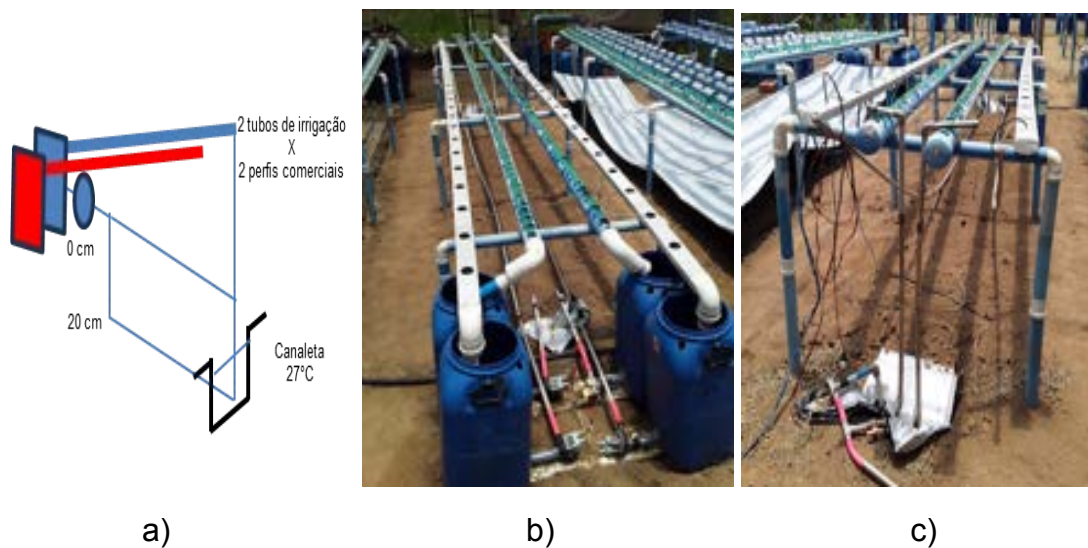 2 tubos de irrigação
X
2 perfis comerciais
0 cm
20 cm
Canaleta
27°C
a)
b)
c)